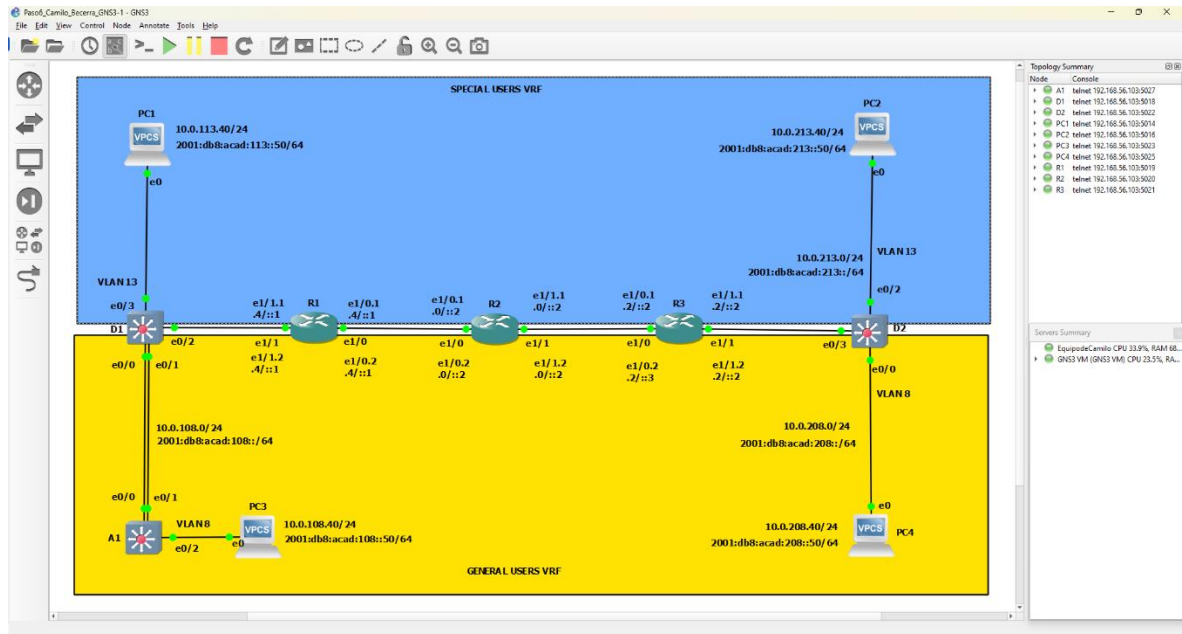 Paso6_Camilo_Becerra_GNS3-1 - GNS3
File Edit View Control Node Annotate Tools Help
SPECIAL USERS VRF
PC1
VPCS
10.0.113.40/24
2001:db8:acad:113::50/64
e0
PC2
10.0.213.40/24
VPCS
2001:db8:acad:213::50/64
e0
VLAN 13
10.0.213.0/24
2001:db8:acad:213::/64
VLAN 13
e0/3
e0/2
D1
e0/2
e1/1.1
.4/::1
R1
e1/0.1
.4/::1
e1/0.1
.0/::2
R2
e1/1.1
.0/::2
e1/0.1
.2/::2
R3
e1/1.1
.2/::2
D2
e0/3
e1/1
e1/0
e1/0
e1/1
e1/0
e1/1
e0/0
e0/1
e1/1.2
.4/::1
e1/0.2
.4/::1
e1/0.2
.0/::2
e1/1.2
.0/::2
e1/0.2
.2/::3
e1/1.2
.2/::2
e0/0
VLAN 8
10.0.108.0/24
2001:db8:acad:108::/64
10.0.208.0/24
2001:db8:acad:208::/64
e0/0
e0/1
PC3
A1
VLAN 8
e0/2
e0
VPCS
10.0.108.40/24
2001:db8:acad:108::50/64
e0
10.0.208.40/24
2001:db8:acad:208::50/64
VPCS
PC4
GENERAL USERS VRF
Topology Summary
Node Console
A1 telnet 192.168.56.103:5027
D1 telnet 192.168.56.103:5018
D2 telnet 192.168.56.103:5022
PC1 telnet 192.168.56.103:5014
PC2 telnet 192.168.56.103:5016
PC3 telnet 192.168.56.103:5023
PC4 telnet 192.168.56.103:5025
R1 telnet 192.168.56.103:5019
R2 telnet 192.168.56.103:5020
R3 telnet 192.168.56.103:5021
Servers Summary
EquipodeCamilo CPU 33.9%, RAM 68...
GNS3 VM (GNS3 VM) CPU 23.5%, RA...